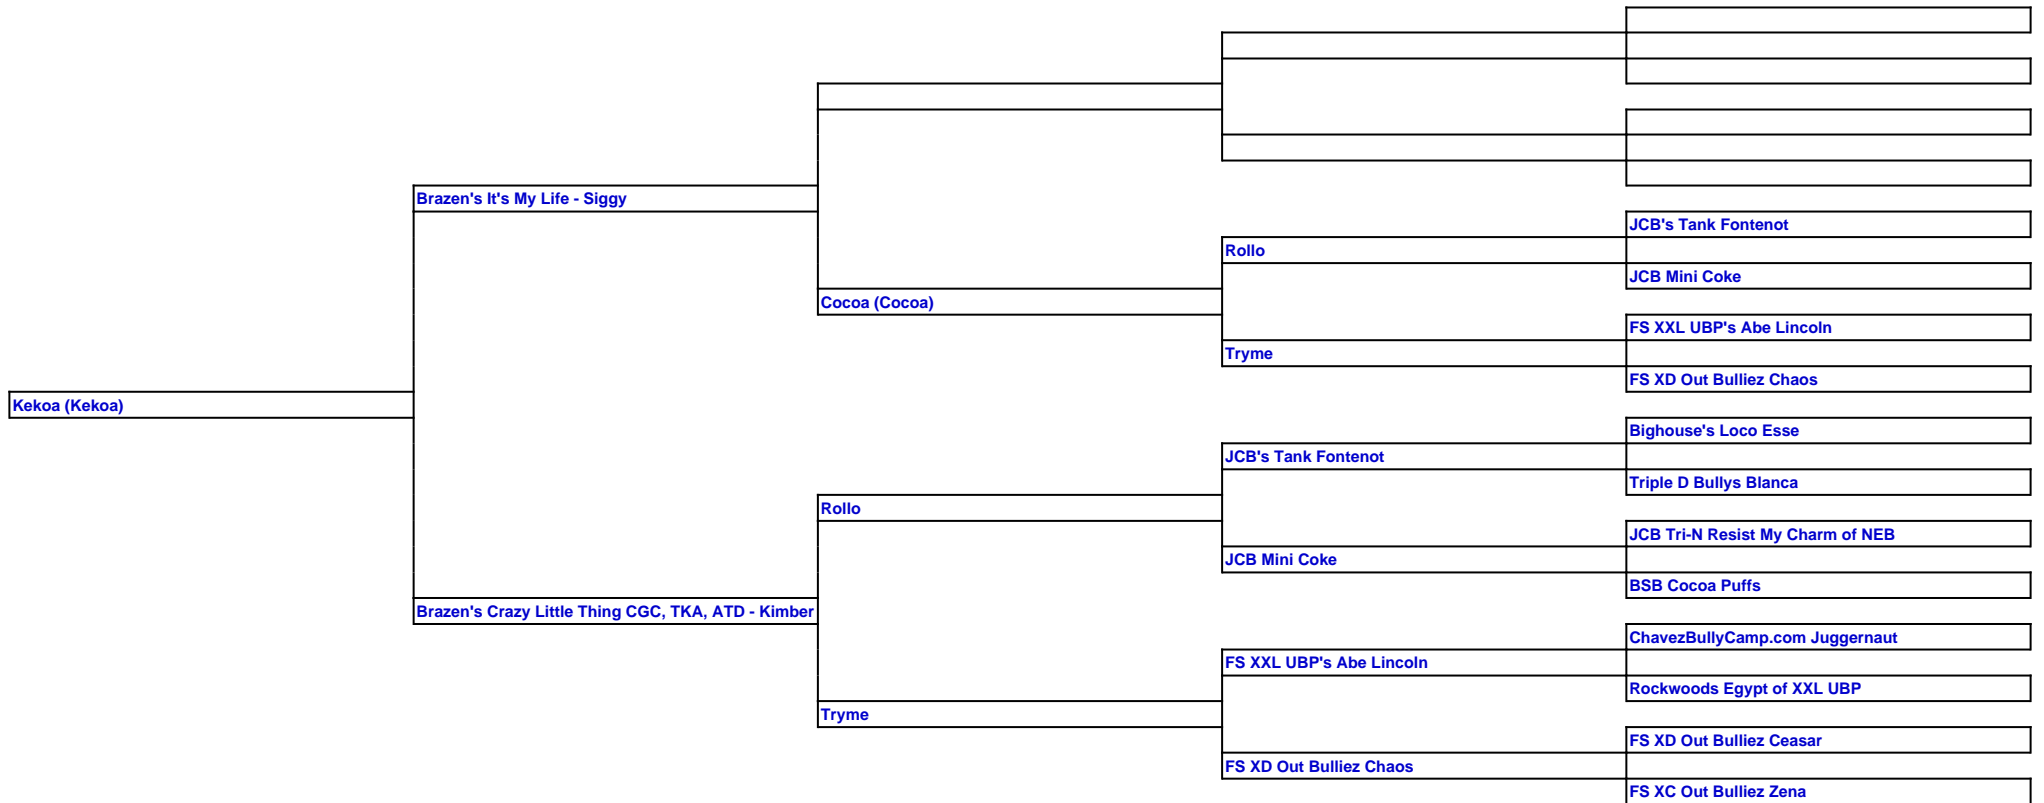 Brazen's It's My Life - Siggy
JCB's Tank Fontenot
Rollo
JCB Mini Coke
Cocoa (Cocoa)
FS XXL UBP's Abe Lincoln
Tryme
FS XD Out Bulliez Chaos
Kekoa (Kekoa)
Bighouse's Loco Esse
JCB's Tank Fontenot
Triple D Bullys Blanca
Rollo
JCB Tri-N Resist My Charm of NEB
JCB Mini Coke
BSB Cocoa Puffs
Brazen's Crazy Little Thing CGC, TKA, ATD - Kimber
ChavezBullyCamp.com Juggernaut
FS XXL UBP's Abe Lincoln
Rockwoods Egypt of XXL UBP
Tryme
FS XD Out Bulliez Ceasar
FS XD Out Bulliez Chaos
FS XC Out Bulliez Zena